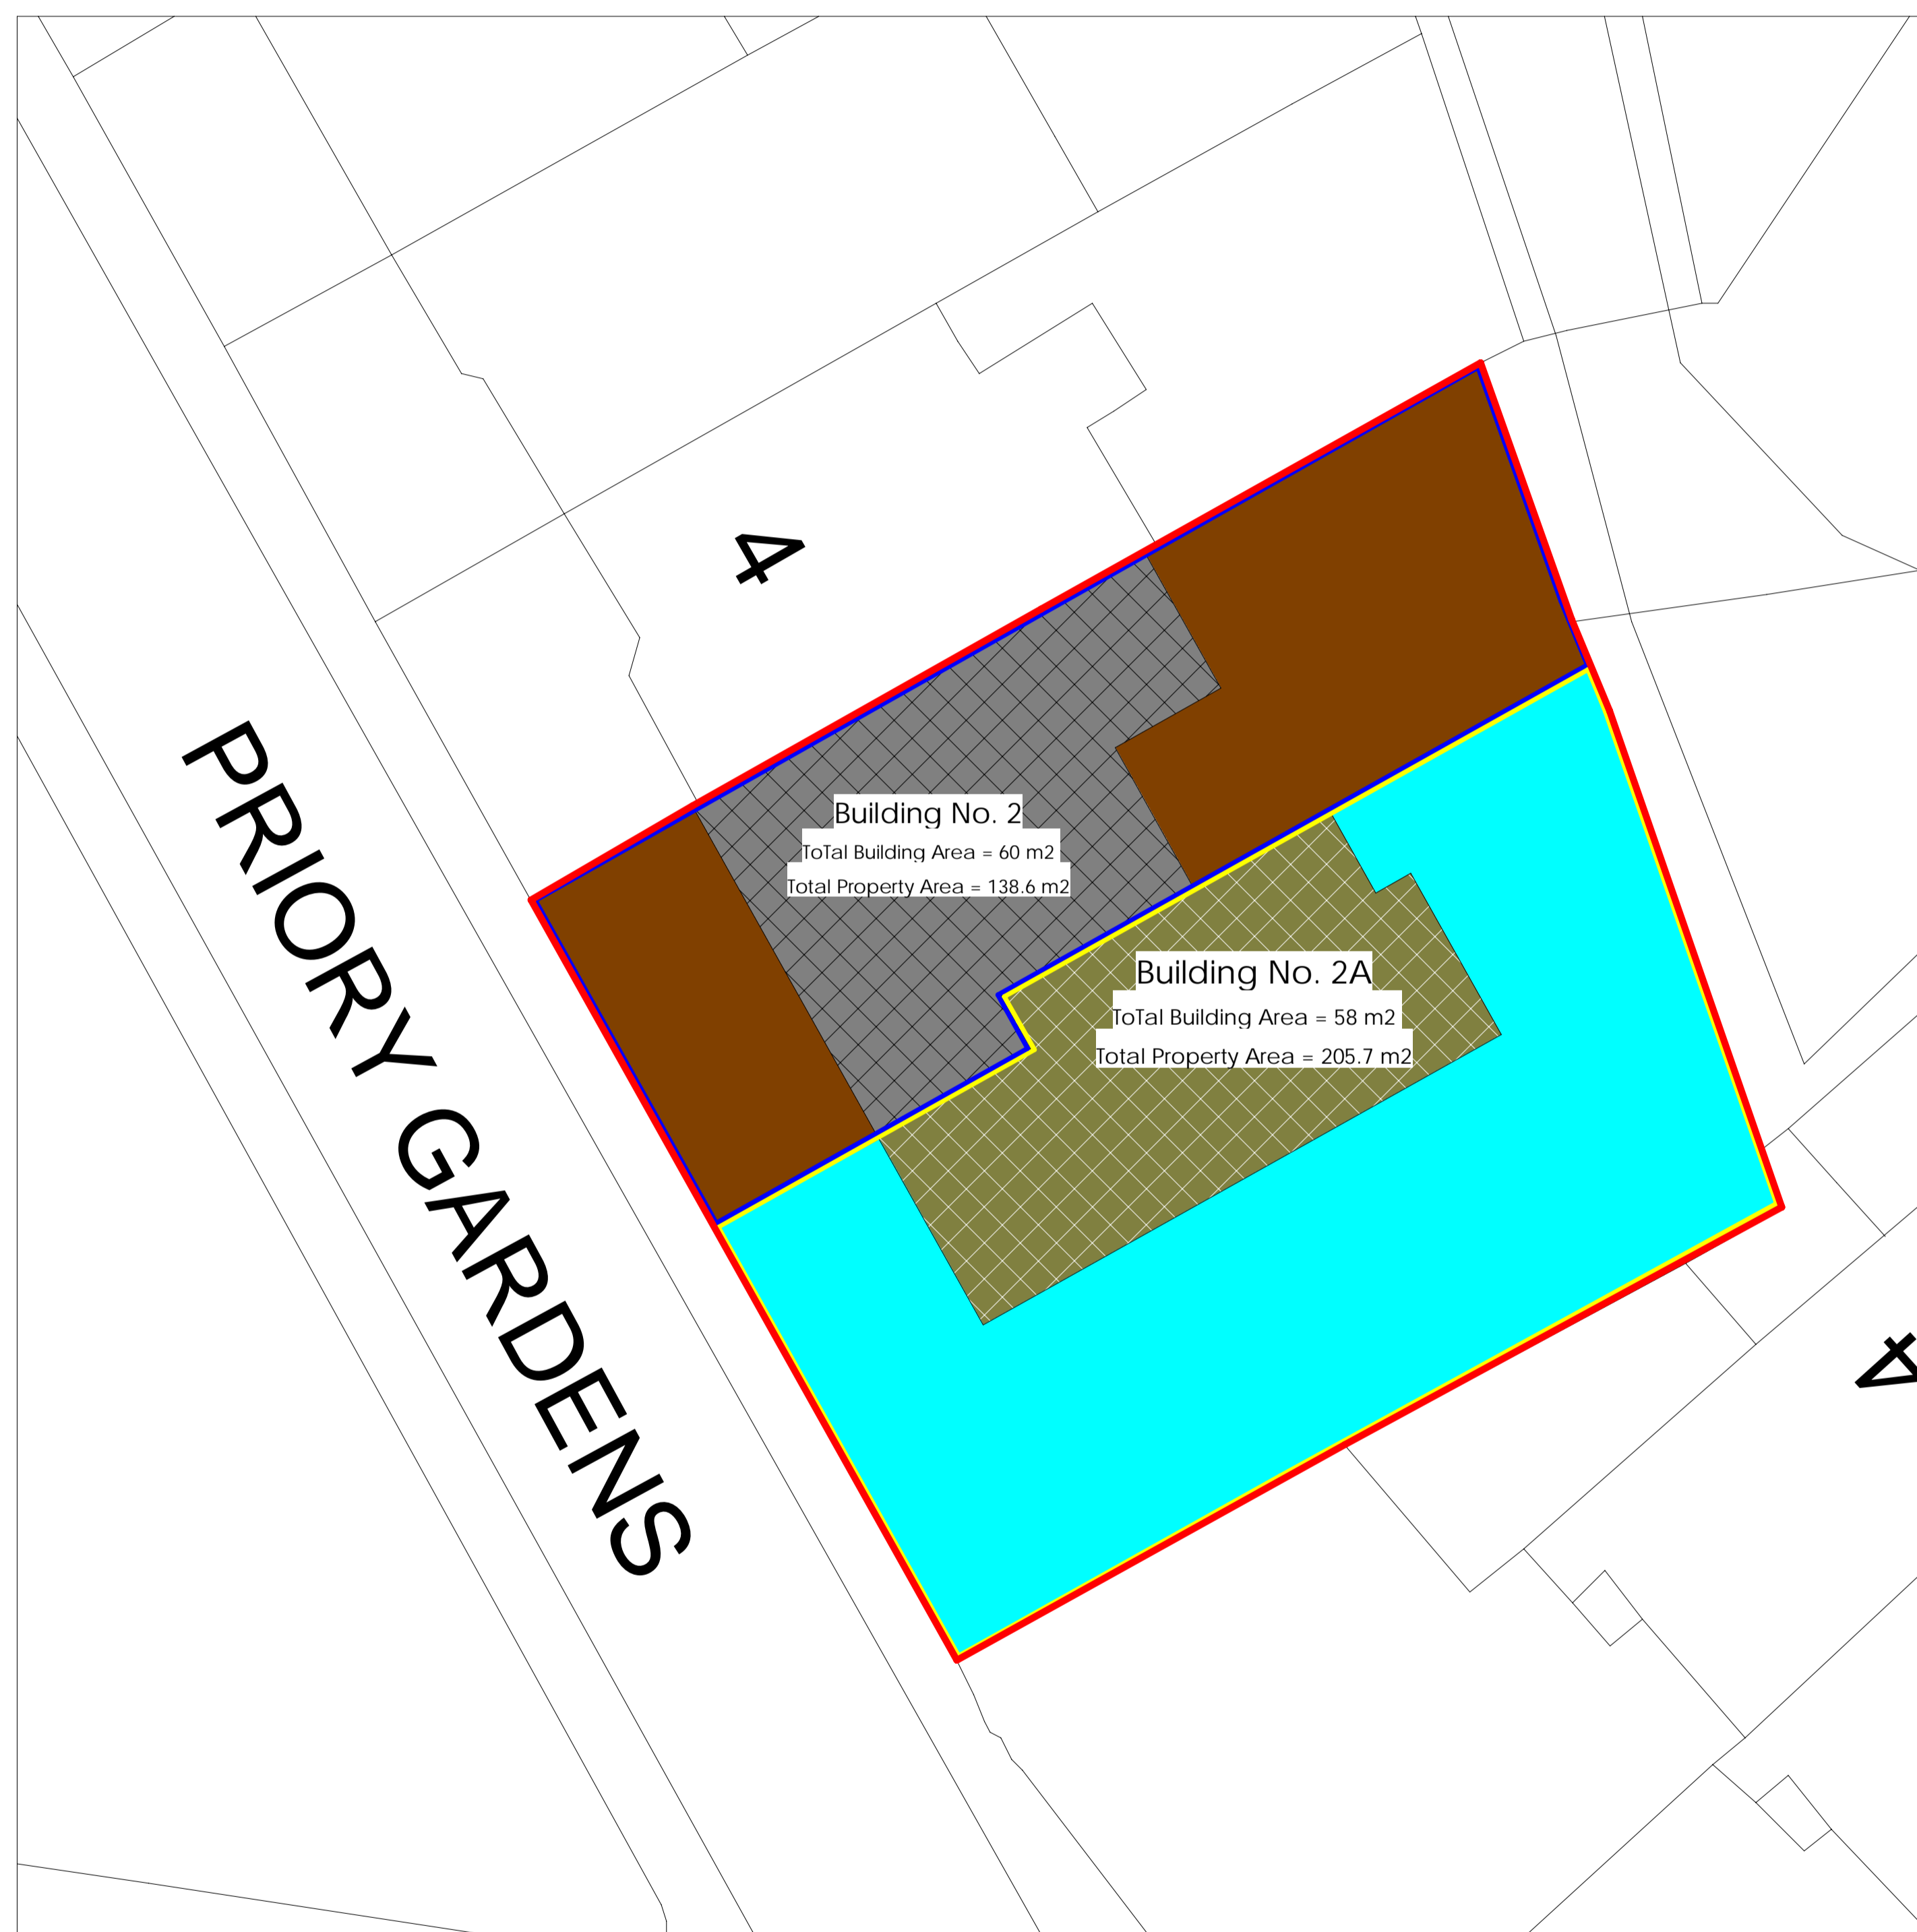 4
PRIORY GARDENS
Building No. 2
ToTal Building Area = 60 m2
Total Property Area = 138.6 m2
Building No. 2A
ToTal Building Area = 58 m2
Total Property Area = 205.7 m2
4